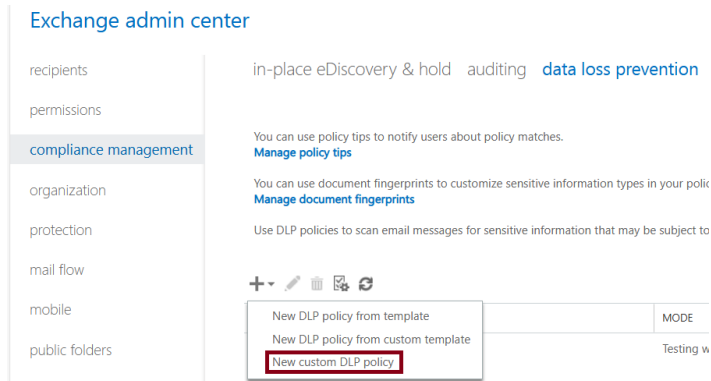 Exchange admin center
recipients
permissions
compliance management
organization
protection
mail flow
mobile
public folders
in-place eDiscovery & hold auditing data loss prevention
You can use policy tips to notify users about policy matches.
Manage policy tips
You can use document fingerprints to customize sensitive information types in your polic
Manage document fingerprints
Use DLP policies to scan email messages for sensitive information that may be subject to
New DLP policy from template
New DLP policy from custom template
New custom DLP policy
MODE
Testing w